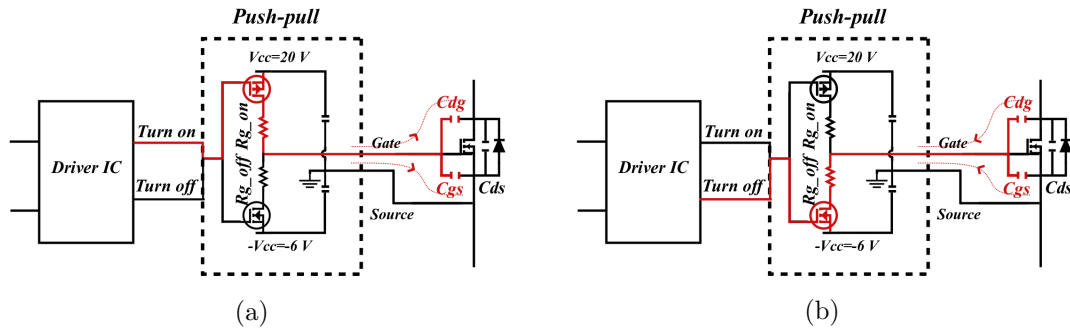 Push-pull
Vcc=20 V
Cdg
Turn on
Rg_on
Gate
Driver IC
Rg_off
Turn off
Cgs
Cds
Source
-Vcc=-6 V
(a)
Push-pull
Vcc=20 V
Cdg
Turn on
Rg_on
Gate
Driver IC
Rg_off
Turn off
Cgs
Cds
Source
-Vcc=-6 V
(b)